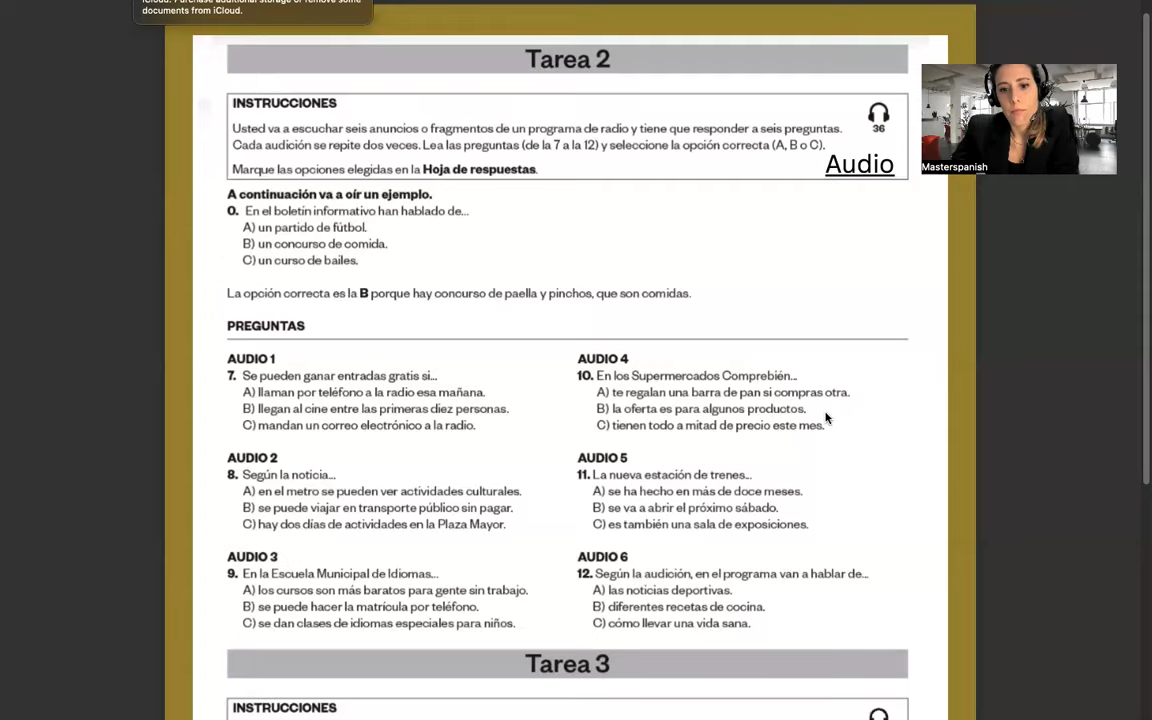 iCloud. Purchase additional storage or remove some
documents from iCloud.
Tarea 2
INSTRUCCIONES
36
Usted va a escuchar seis anuncios o fragmentos de un programa de radio y tiene que responder a seis preguntas.
Cada audición se repite dos veces. Lea las preguntas (de la 7 a la 12) y seleccione la opción correcta (A, B o C).
Marque las opciones elegidas en la Hoja de respuestas.
Audio
Masterspanish
A continuación va a oír un ejemplo.
0. En el boletín informativo han hablado de...
A) un partido de fútbol.
B) un concurso de comida.
C) un curso de bailes.
La opción correcta es la B porque hay concurso de paella y pinchos, que son comidas.
PREGUNTAS
AUDIO 1
7. Se pueden ganar entradas gratis si...
A) llaman por teléfono a la radio esa mañana.
B) llegan al cine entre las primeras diez personas.
C) mandan un correo electrónico a la radio.
AUDIO 2
8. Según la noticia...
A) en el metro se pueden ver actividades culturales.
B) se puede viajar en transporte público sin pagar.
C) hay dos días de actividades en la Plaza Mayor.
AUDIO 3
9. En la Escuela Municipal de Idiomas...
A) los cursos son más baratos para gente sin trabajo.
B) se puede hacer la matrícula por teléfono.
C) se dan clases de idiomas especiales para niños.
AUDIO 4
10. En los Supermercados Comprebién...
A) te regalan una barra de pan si compras otra.
B) la oferta es para algunos productos.
C) tienen todo a mitad de precio este mes.
AUDIO 5
11. La nueva estación de trenes...
A) se ha hecho en más de doce meses.
B) se va a abrir el próximo sábado.
C) es también una sala de exposiciones.
AUDIO 6
12. Según la audición, en el programa van a hablar de...
A) las noticias deportivas.
B) diferentes recetas de cocina.
C) cómo llevar una vida sana.
Tarea 3
INSTRUCCIONES